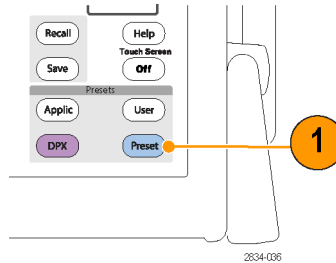 Recall
Help
Touch Screen
Save
Off
Presets
Applic
User
DPX
Preset
1
2834-036